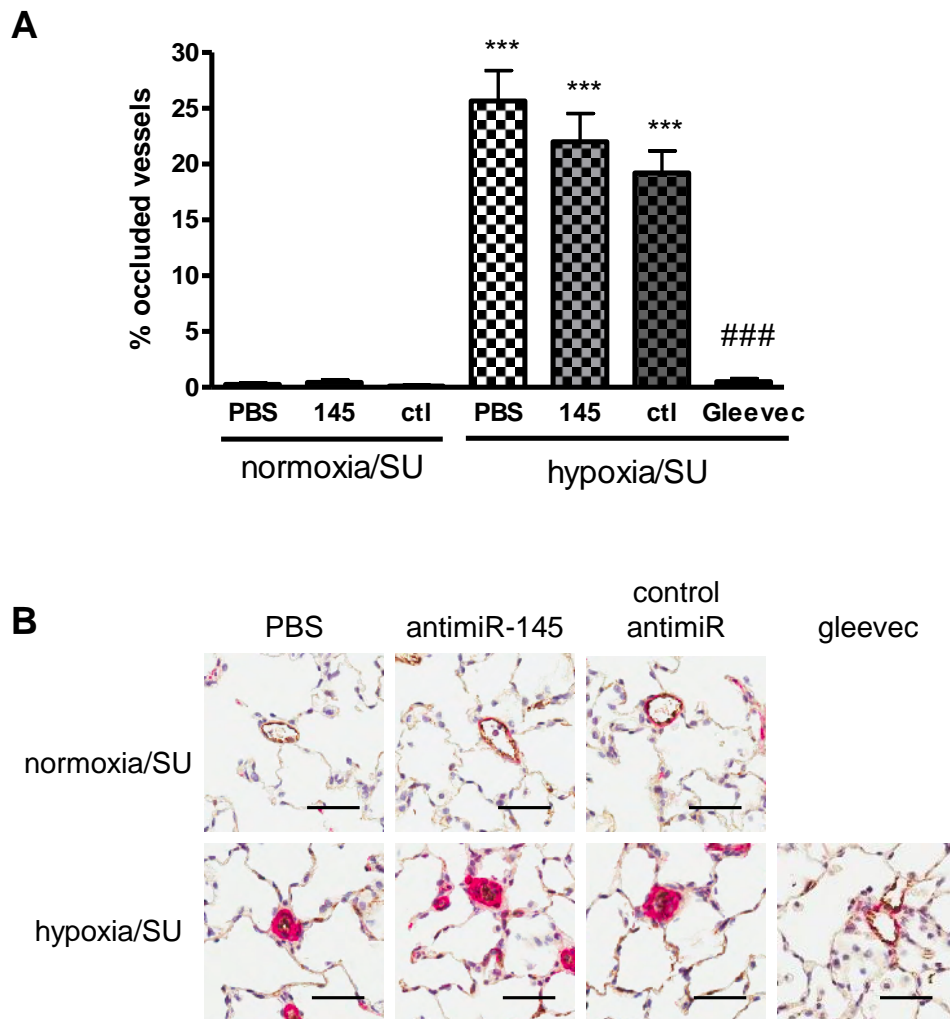 A
% occluded vessels
30
25
20
15
10
5
0
***
***
***
###
PBS 145 ctl PBS 145 ctl Gleevec
normoxia/SU hypoxia/SU
B
PBS antimiR-145 control antimiR gleevec
normoxia/SU
hypoxia/SU